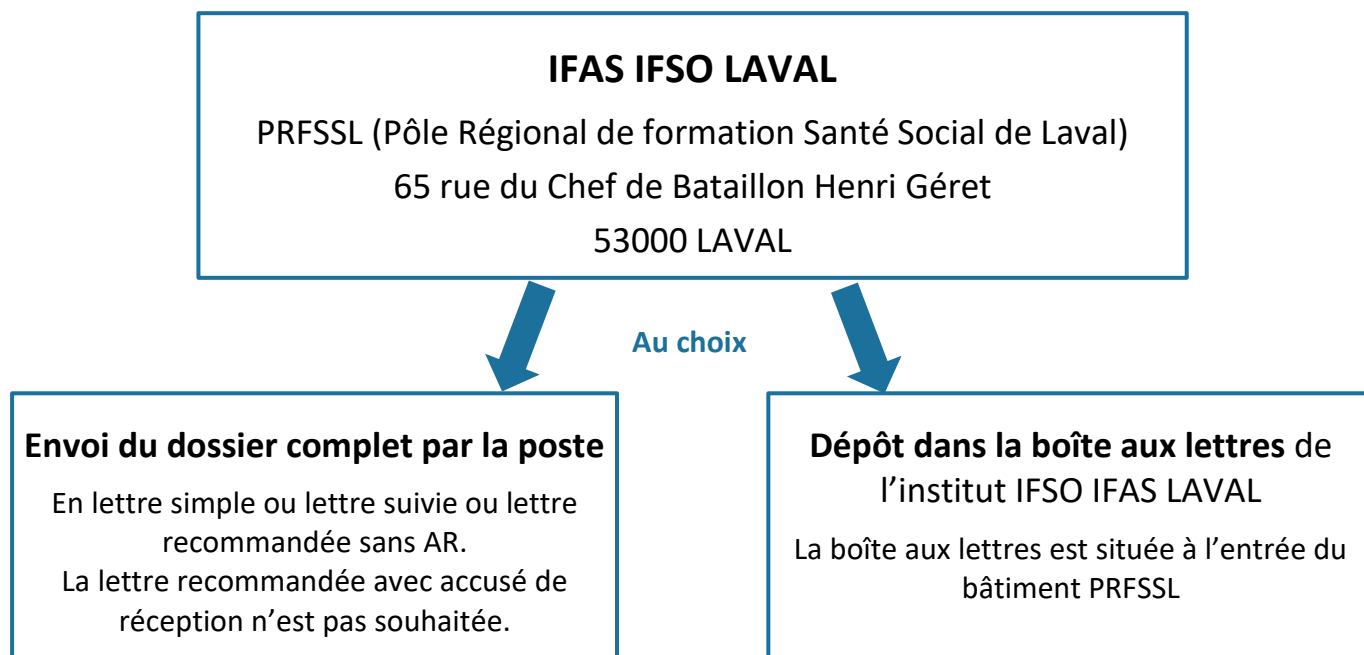 IFAS IFSO LAVAL
PRFSSL (Pôle Régional de formation Santé Social de Laval)
65 rue du Chef de Bataillon Henri Géret
53000 LAVAL
Au choix
Envoi du dossier complet par la poste
En lettre simple ou lettre suivie ou lettre
recommandée sans AR.
La lettre recommandée avec accusé de
réception n’est pas souhaitée.
Dépôt dans la boîte aux lettres de
l’institut IFSO IFAS LAVAL
La boîte aux lettres est située à l’entrée du
bâtiment PRFSSL